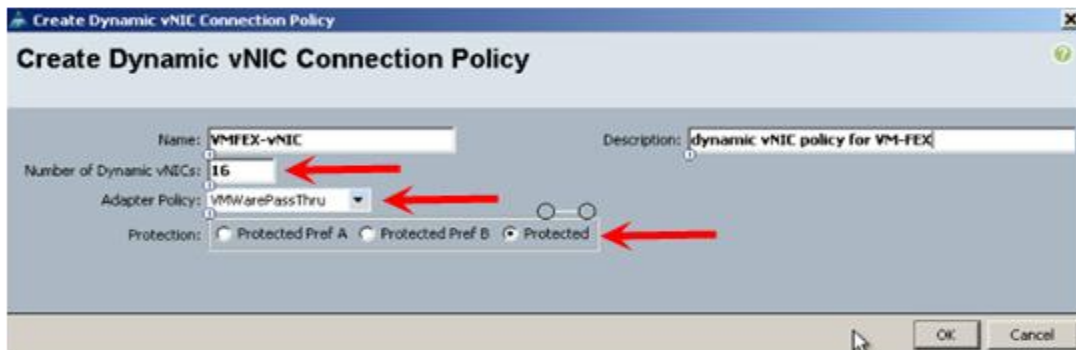 Create Dynamic vNIC Connection Policy
Create Dynamic vNIC Connection Policy
Name: VMFEX-vNIC Description: dynamic vNIC policy for VM-FEX
Number of Dynamic vNICs: 16
Adapter Policy: VMWarePassThru
Protection: Protected Pref A Protected Pref B Protected
OK Cancel